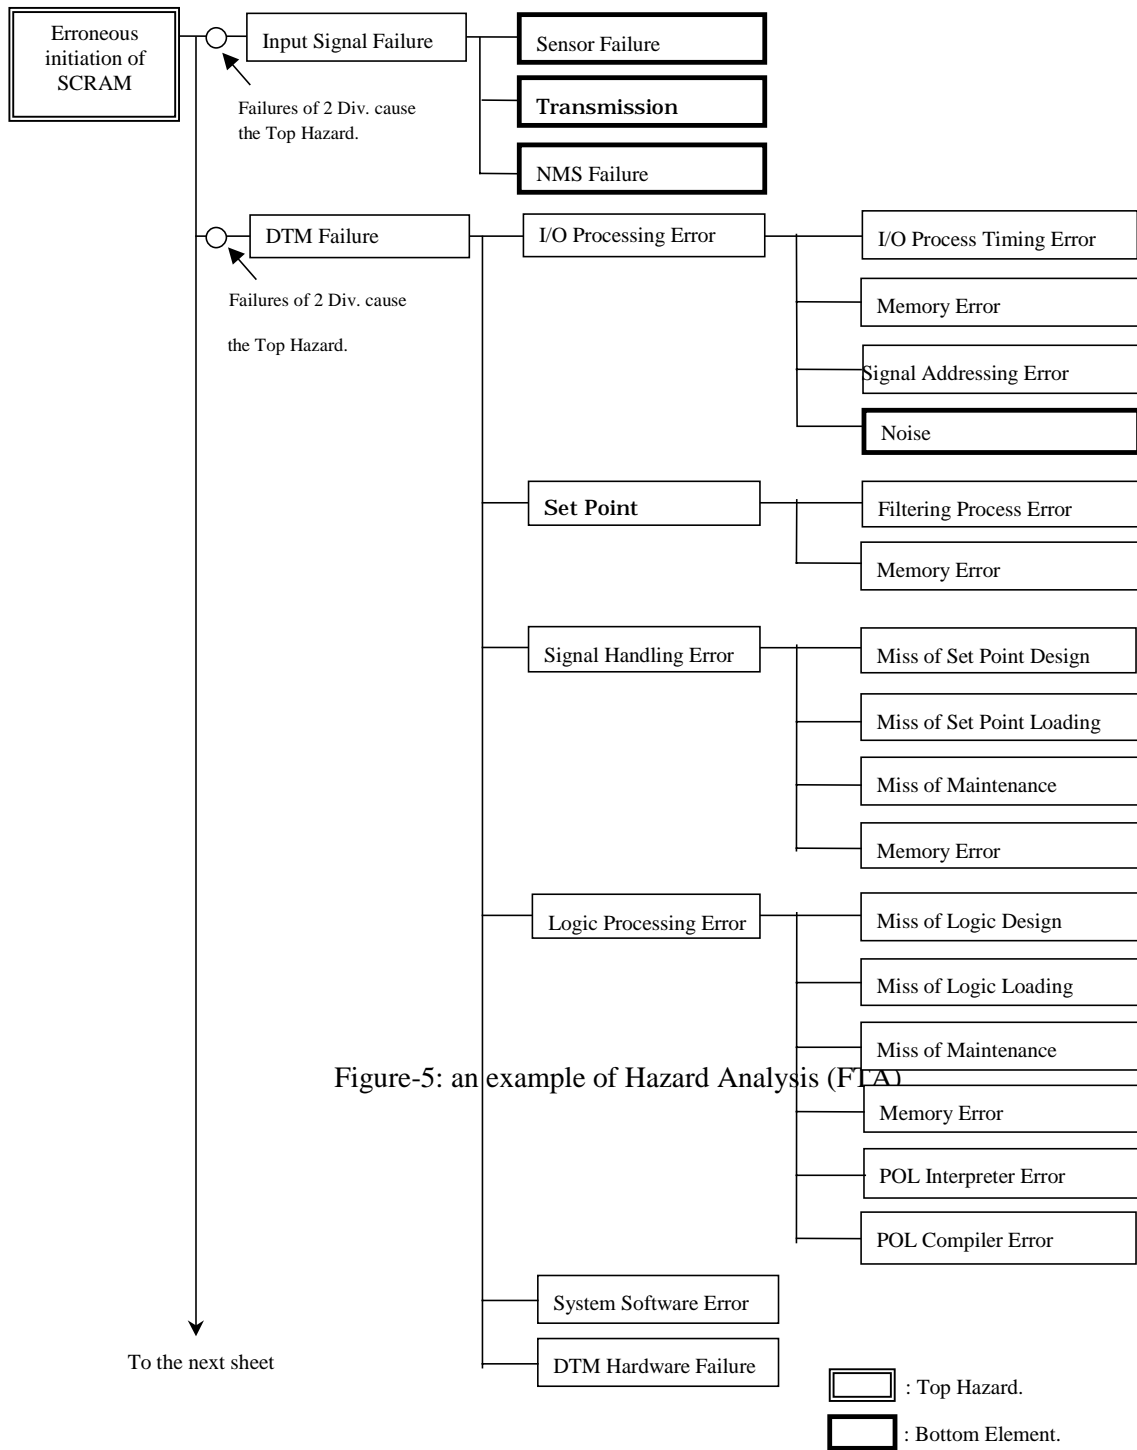 Erroneous
initiation of
SCRAM
Input Signal Failure
Sensor Failure
Failures of 2 Div. cause
the Top Hazard.
Transmission
NMS Failure
DTM Failure
I/O Processing Error
I/O Process Timing Error
Failures of 2 Div. cause
the Top Hazard.
Memory Error
Signal Addressing Error
Noise
Set Point
Filtering Process Error
Memory Error
Signal Handling Error
Miss of Set Point Design
Miss of Set Point Loading
Miss of Maintenance
Memory Error
Logic Processing Error
Miss of Logic Design
Miss of Logic Loading
Miss of Maintenance
Figure-5: an example of Hazard Analysis (FTA)
Memory Error
POL Interpreter Error
POL Compiler Error
System Software Error
To the next sheet
DTM Hardware Failure
: Top Hazard.
: Bottom Element.